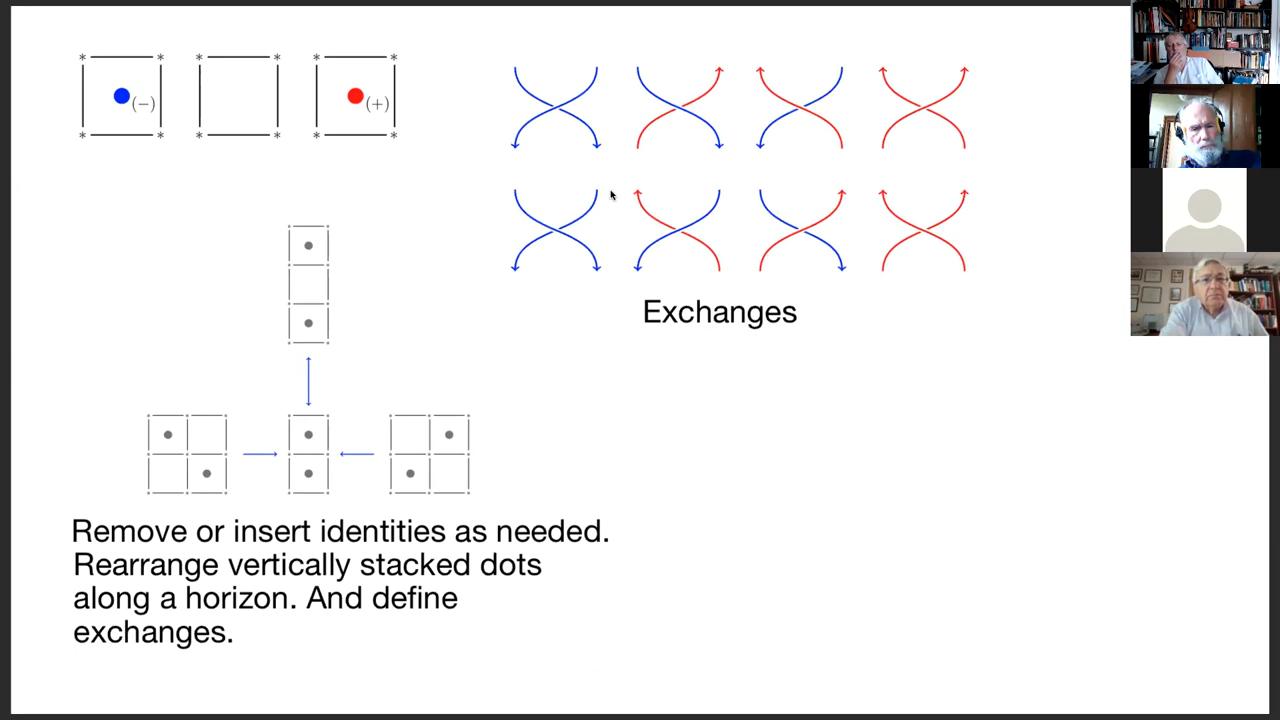 (−)
(+)
Exchanges
Remove or insert identities as needed.
Rearrange vertically stacked dots
along a horizon. And define
exchanges.